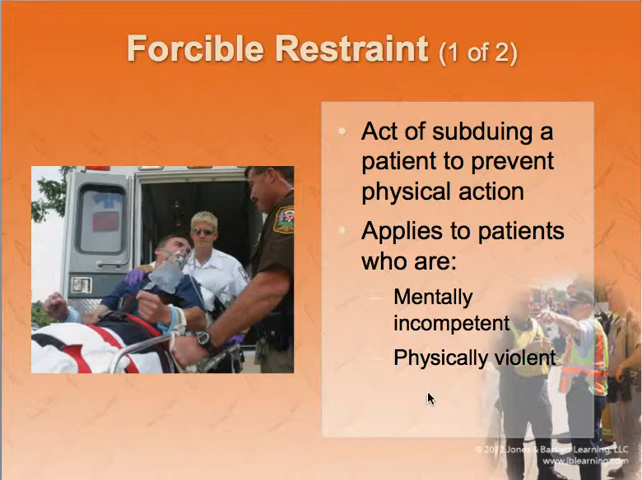 Forcible Restraint (1 of 2)
Act of subduing a
patient to prevent
physical action
Applies to patients
who are:
Mentally
incompetent
Physically violent
Jones & Bartlett Learning, LLC
www.jblearning.com